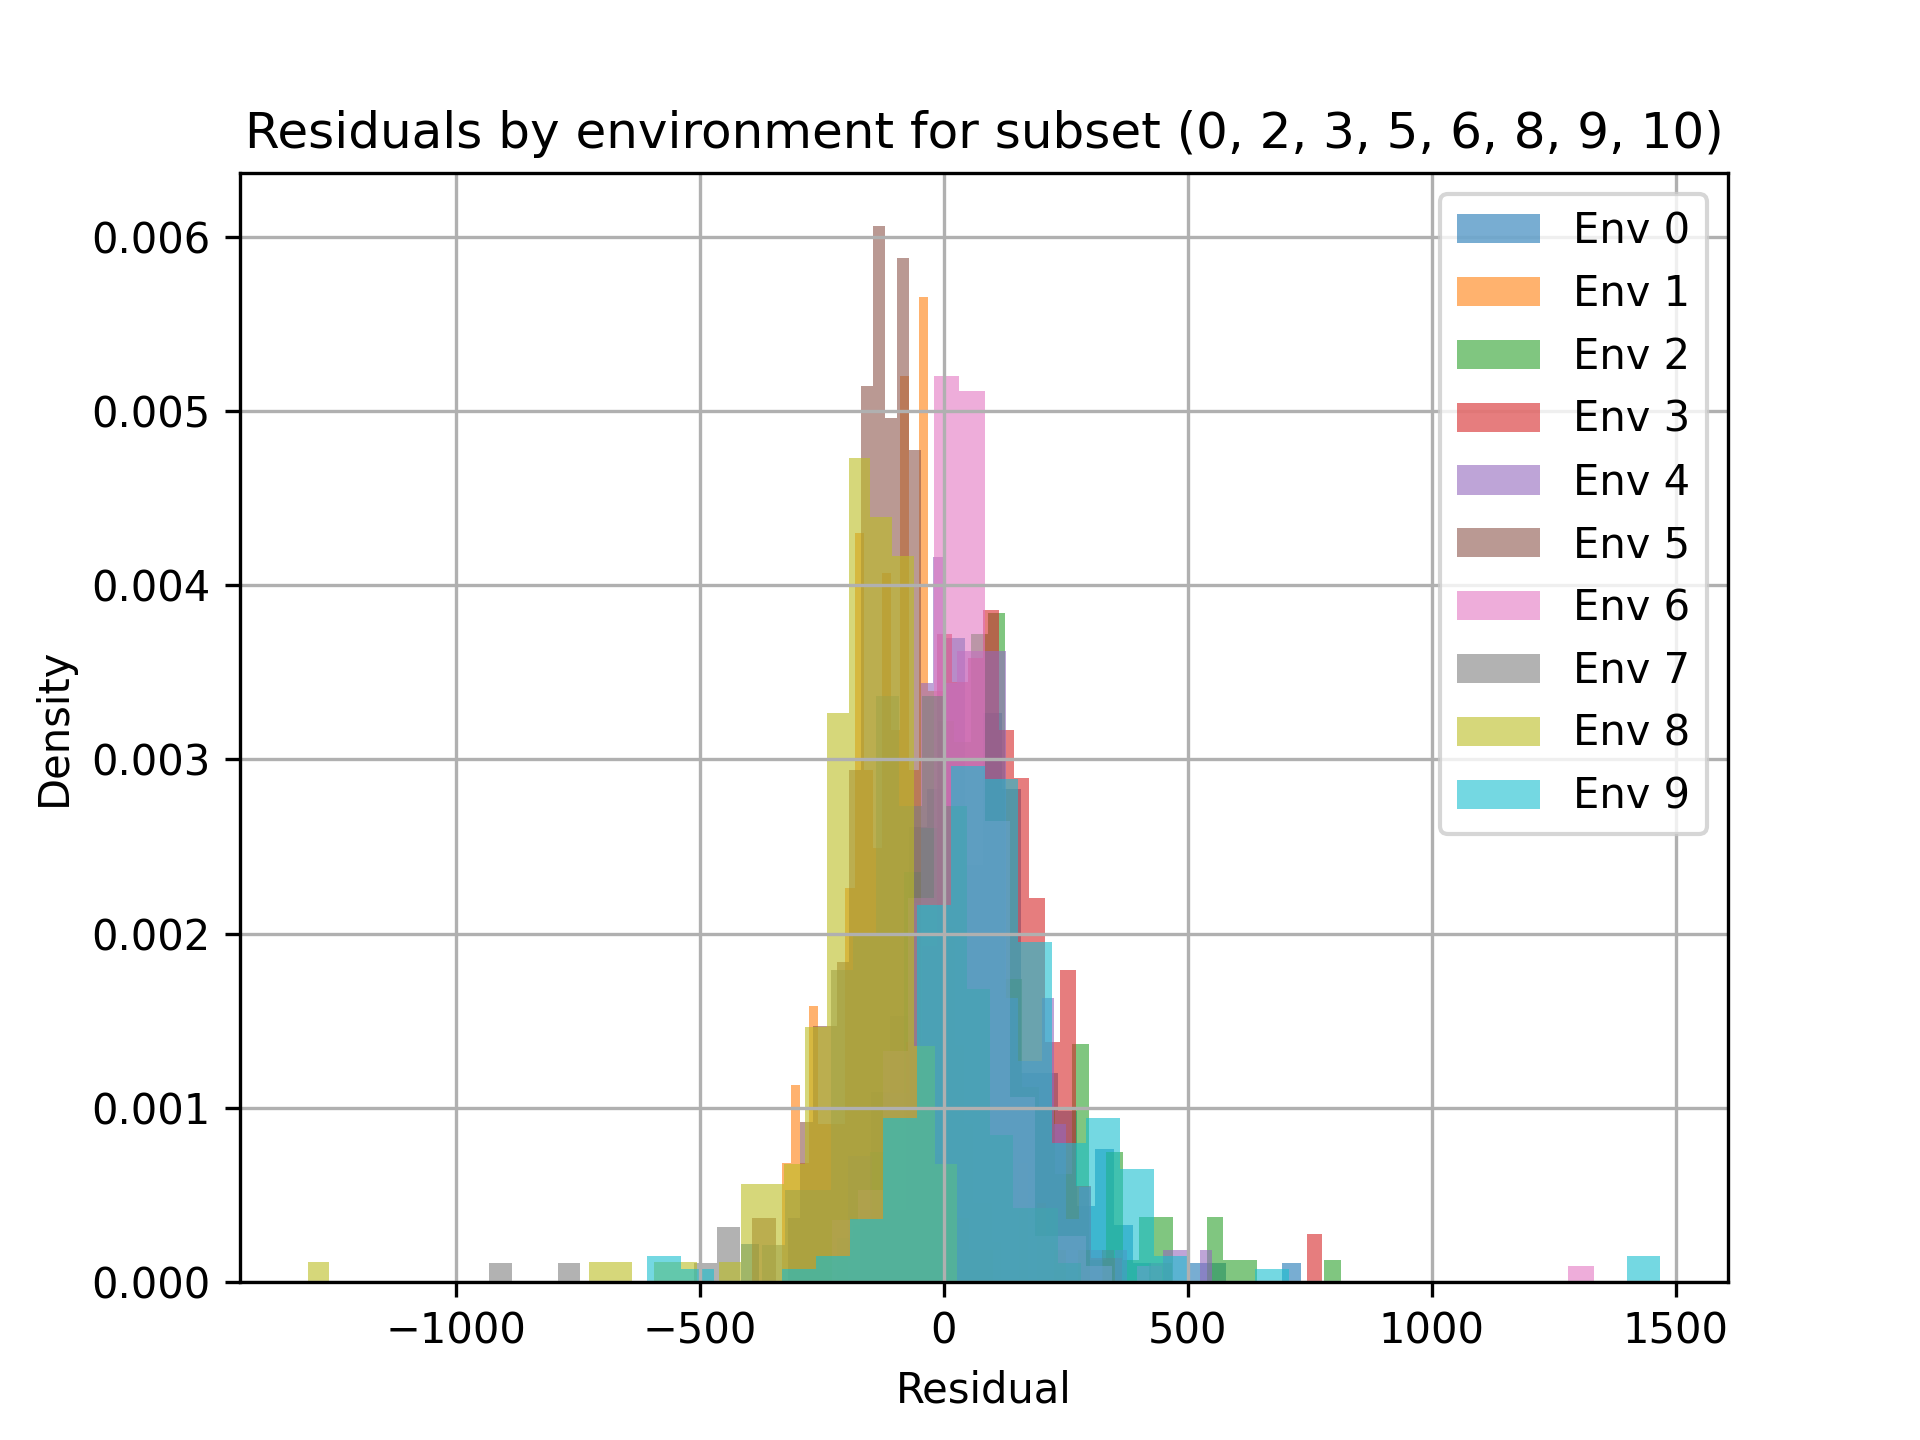 Residuals by environment for subset (0, 2, 3, 5, 6, 8, 9, 10)
0.006
0.005
0.004
0.003
0.002
0.001
0.000
Density
−1000
−500
0
500
1000
1500
Residual
Env 0
Env 1
Env 2
Env 3
Env 4
Env 5
Env 6
Env 7
Env 8
Env 9